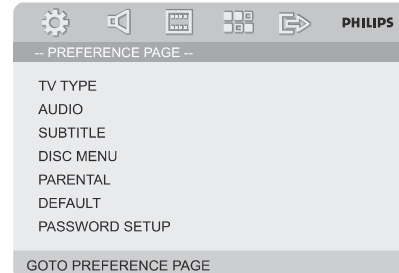 PHILIPS
-- PREFERENCE PAGE --
TV TYPE
AUDIO
SUBTITLE
DISC MENU
PARENTAL
DEFAULT
PASSWORD SETUP
GOTO PREFERENCE PAGE